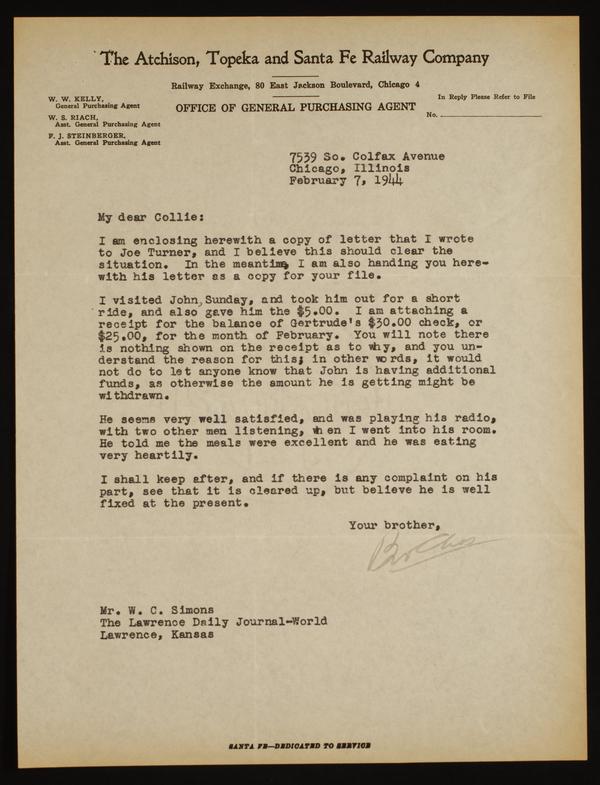 The Atchison, Topeka and Santa Fe Railway Company
Railway Exchange, 80 East Jackson Boulevard, Chicago 4
OFFICE OF GENERAL PURCHASING AGENT
W. W. KELLY,
General Purchasing Agent
W. S. RIACH,
Asst. General Purchasing Agent
F. J. STEINBERGER,
Asst. General Purchasing Agent
In Reply Please Refer to File
No.
7539 So. Colfax Avenue
Chicago, Illinois
February 7, 1944
My dear Collie:
I am enclosing herewith a copy of letter that I wrote
to Joe Turner, and I believe this should clear the
situation. In the meantime, I am also handing you here-
with his letter as a copy for your file.
I visited John, Sunday, and took him out for a short
ride, and also gave him the $5.00. I am attaching a
receipt for the balance of Gertrude's $30.00 check, or
$25.00, for the month of February. You will note there
is nothing shown on the receipt as to why, and you un-
derstand the reason for this; in other words, it would
not do to let anyone know that John is having additional
funds, as otherwise the amount he is getting might be
withdrawn.
He seems very well satisfied, and was playing his radio,
with two other men listening, when I went into his room.
He told me the meals were excellent and he was eating
very heartily.
I shall keep after, and if there is any complaint on his
part, see that it is cleared up, but believe he is well
fixed at the present.
Your brother,
Mr. W. C. Simons
The Lawrence Daily Journal-World
Lawrence, Kansas
SANTA FE—DEDICATED TO SERVICE